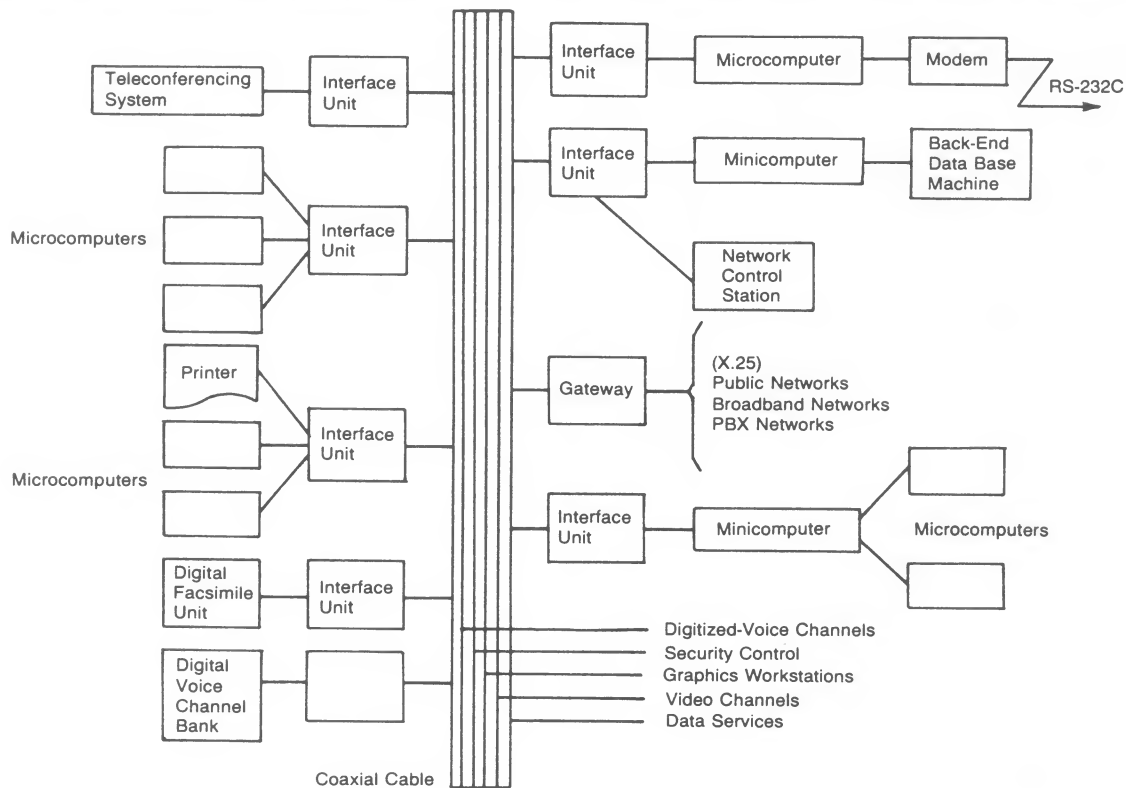 Teleconferencing
System
Interface
Unit
Microcomputers
Interface
Unit
Printer
Microcomputers
Interface
Unit
Digital
Facsimile
Unit
Interface
Unit
Digital
Voice
Channel
Bank
Coaxial Cable
Interface
Unit
Microcomputer
Modem
RS-232C
Interface
Unit
Minicomputer
Back-End
Data Base
Machine
Network
Control
Station
Gateway
(X.25)
Public Networks
Broadband Networks
PBX Networks
Interface
Unit
Minicomputer
Microcomputers
Digitized-Voice Channels
Security Control
Graphics Workstations
Video Channels
Data Services